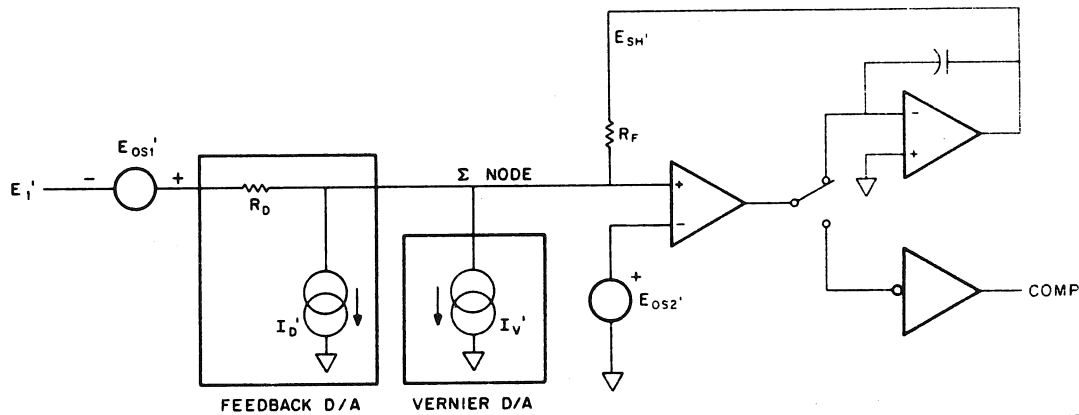 E_SH'
R_F
E_OS1'
E_1'
- +
R_D
Σ NODE
+
-
-
+
I_D'
I_V'
+
E_OS2'
COMP
FEEDBACK D/A
VERNIER D/A